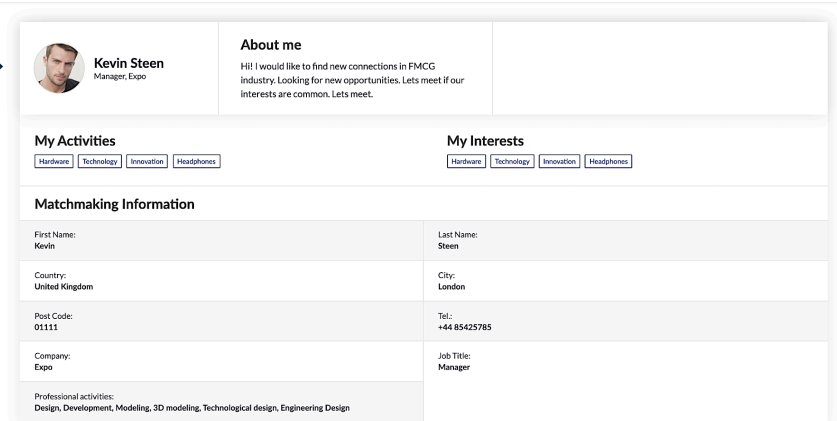 Kevin Steen
Manager, Expo
About me
Hi! I would like to find new connections in FMCG
industry. Looking for new opportunities. Lets meet if our
interests are common. Lets meet.
My Activities
Hardware Technology Innovation Headphones
My Interests
Hardware Technology Innovation Headphones
Matchmaking Information
First Name:
Kevin
Last Name:
Steen
Country:
United Kingdom
City:
London
Post Code:
01111
Tel.:
+44 85425785
Company:
Expo
Job Title:
Manager
Professional activities:
Design, Development, Modeling, 3D modeling, Technological design, Engineering Design